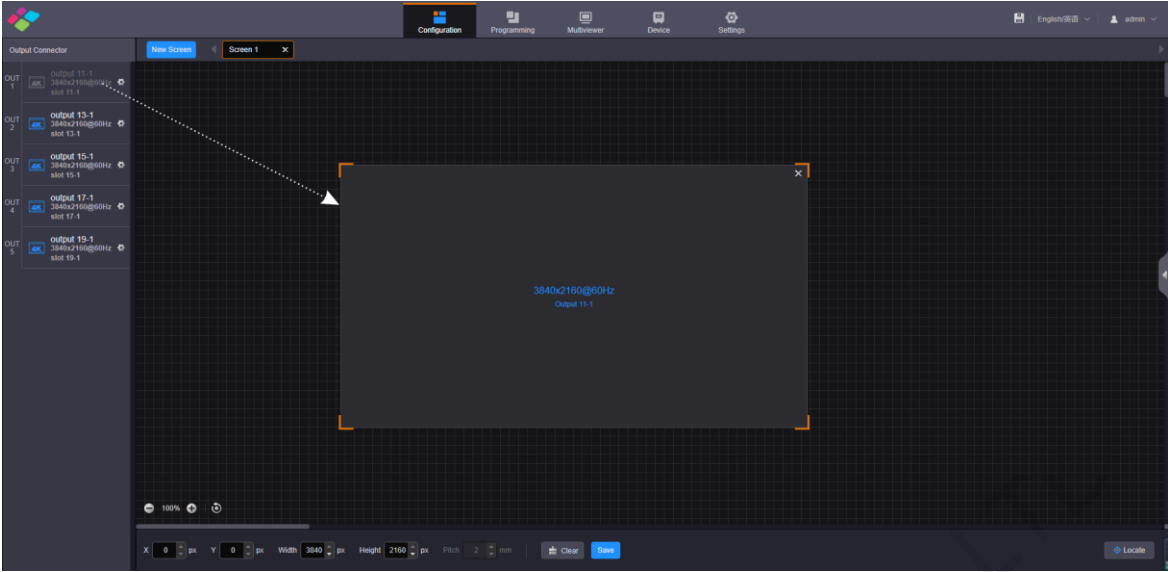 Configuration
Programming
Multiviewer
Device
Settings
English/英语
admin
Output Connector
New Screen
Screen 1
OUT
1
4K
output 11-1
3840x2160@60Hz
slot 11-1
OUT
2
4K
output 13-1
3840x2160@60Hz
slot 13-1
OUT
3
4K
output 15-1
3840x2160@60Hz
slot 15-1
OUT
4
4K
output 17-1
3840x2160@60Hz
slot 17-1
OUT
5
4K
output 19-1
3840x2160@60Hz
slot 19-1
3840x2160@60Hz
Output 11-1
100%
X 0 px Y 0 px Width 3840 px Height 2160 px Pitch 2 mm Clear Save Locate